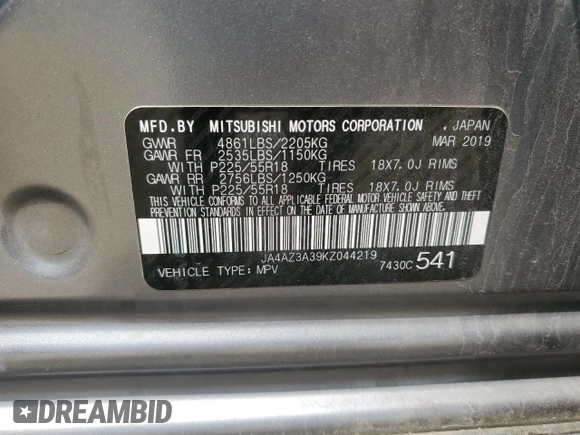 MFD.BY MITSUBISHI MOTORS CORPORATION , JAPAN
GVWR 4861LBS/2205KG MAR 2019
GAWR FR 2535LBS/1150KG
WITH P225/55R18 TIRES 18X7.0J RIMS
GAWR RR 2756LBS/1250KG
WITH P225/55R18 TIRES 18X7.0J RIMS
THIS VEHICLE CONFORMS TO ALL APPLICABLE FEDERAL MOTOR VEHICLE SAFETY AND THEFT
PREVENTION STANDARDS IN EFFECT ON THE DATE OF MANUFACTURE SHOWN ABOVE.
JA4AZ3A39KZ044219
VEHICLE TYPE: MPV 7430C 541
DREAMBID